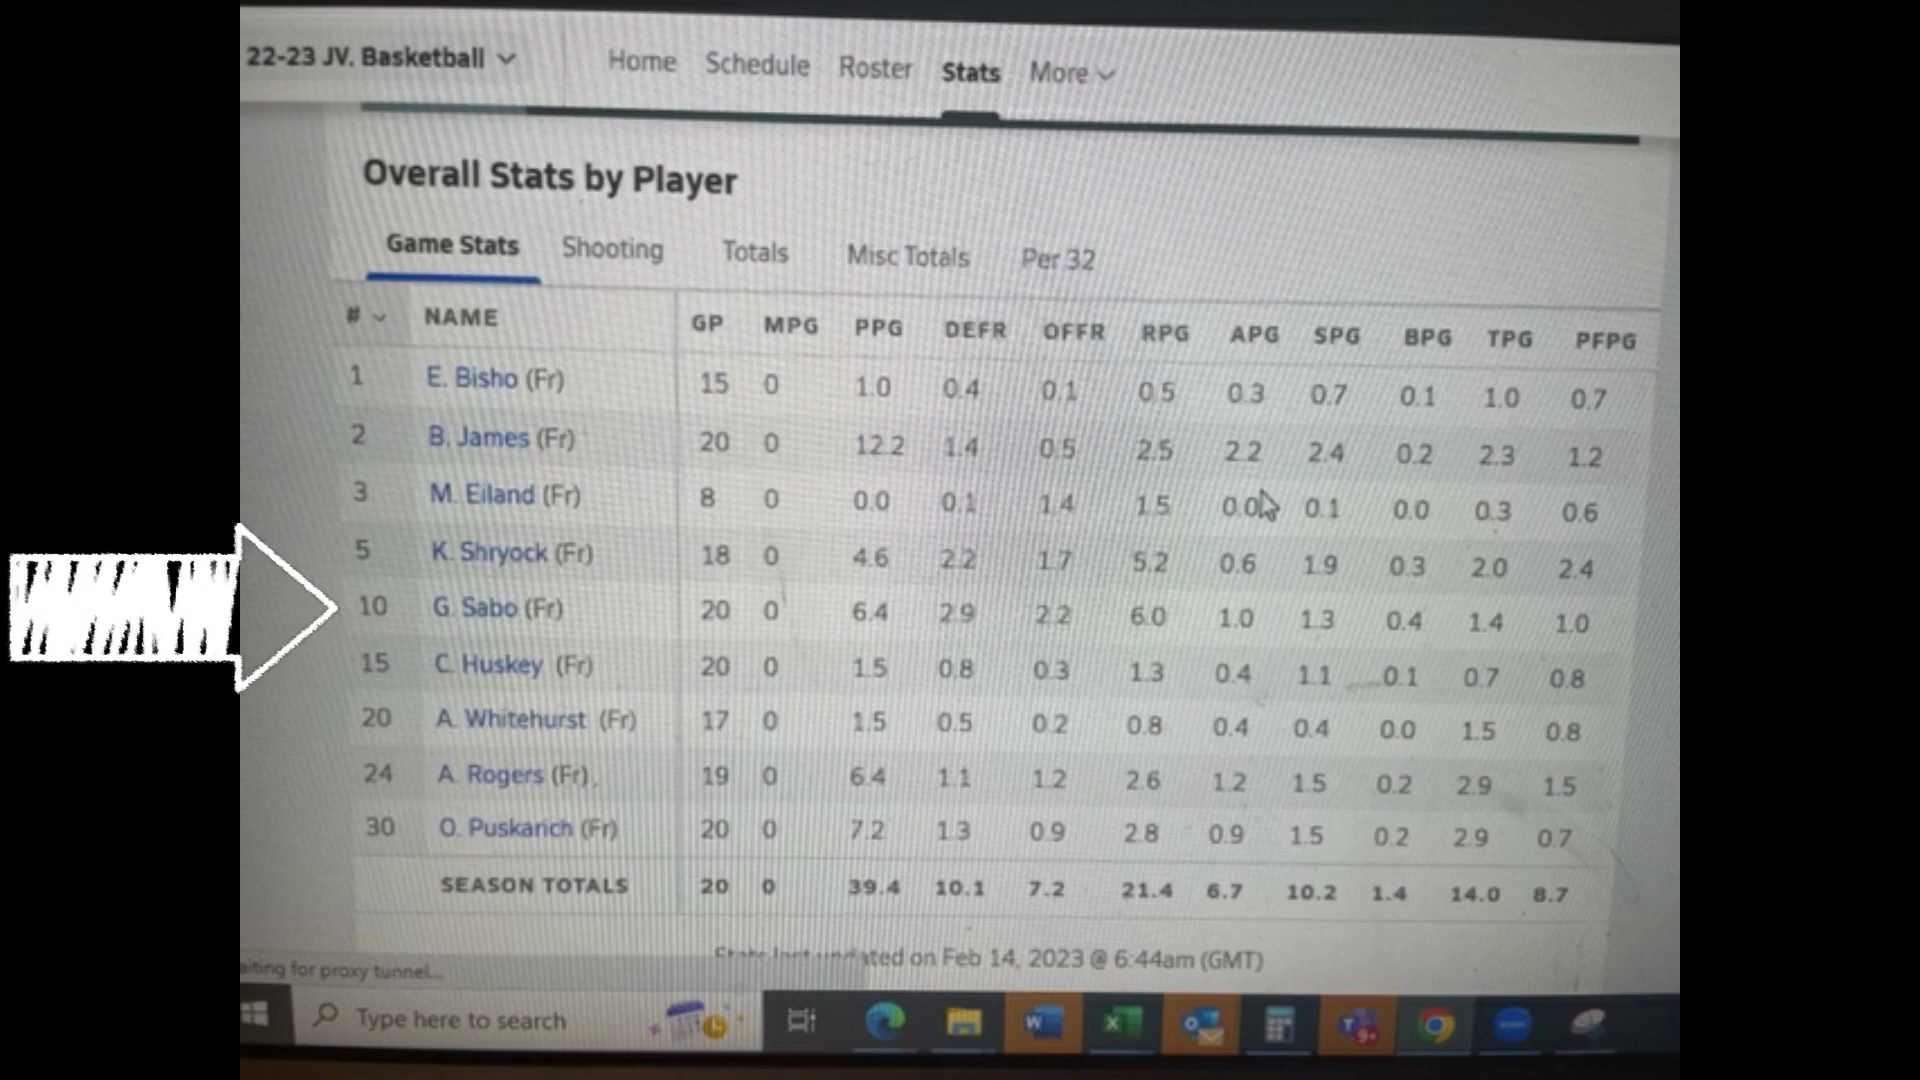 22-23 JV. Basketball Home Schedule Roster Stats More
Overall Stats by Player
Game Stats Shooting Totals Misc Totals Per 32
# NAME GP MPG PPG DEFR OFFR RPG APG SPG BPG TPG PFPG
1 E. Bisho (Fr) 15 0 1.0 0.4 0.1 0.5 0.3 0.7 0.1 1.0 0.7
2 B. James (Fr) 20 0 12.2 1.4 0.5 2.5 2.2 2.4 0.2 2.3 1.2
3 M. Eiland (Fr) 8 0 0.0 0.1 1.4 1.5 0.0 0.1 0.0 0.3 0.6
5 K. Shryock (Fr) 18 0 4.6 2.2 1.7 5.2 0.6 1.9 0.3 2.0 2.4
10 G. Sabo (Fr) 20 0 6.4 2.9 2.2 6.0 1.0 1.3 0.4 1.4 1.0
15 C. Huskey (Fr) 20 0 1.5 0.8 0.3 1.3 0.4 1.1 0.1 0.7 0.8
20 A. Whitehurst (Fr) 17 0 1.5 0.5 0.2 0.8 0.4 0.4 0.0 1.5 0.8
24 A. Rogers (Fr) 19 0 6.4 1.1 1.2 2.6 1.2 1.5 0.2 2.9 1.5
30 O. Puskarich (Fr) 20 0 7.2 1.3 0.9 2.8 0.9 1.5 0.2 2.9 0.7
SEASON TOTALS 20 0 39.4 10.1 7.2 21.4 6.7 10.2 1.4 14.0 8.7
on Feb 14, 2023 @ 6:44am (GMT)
for proxy tunnel...
Type here to search